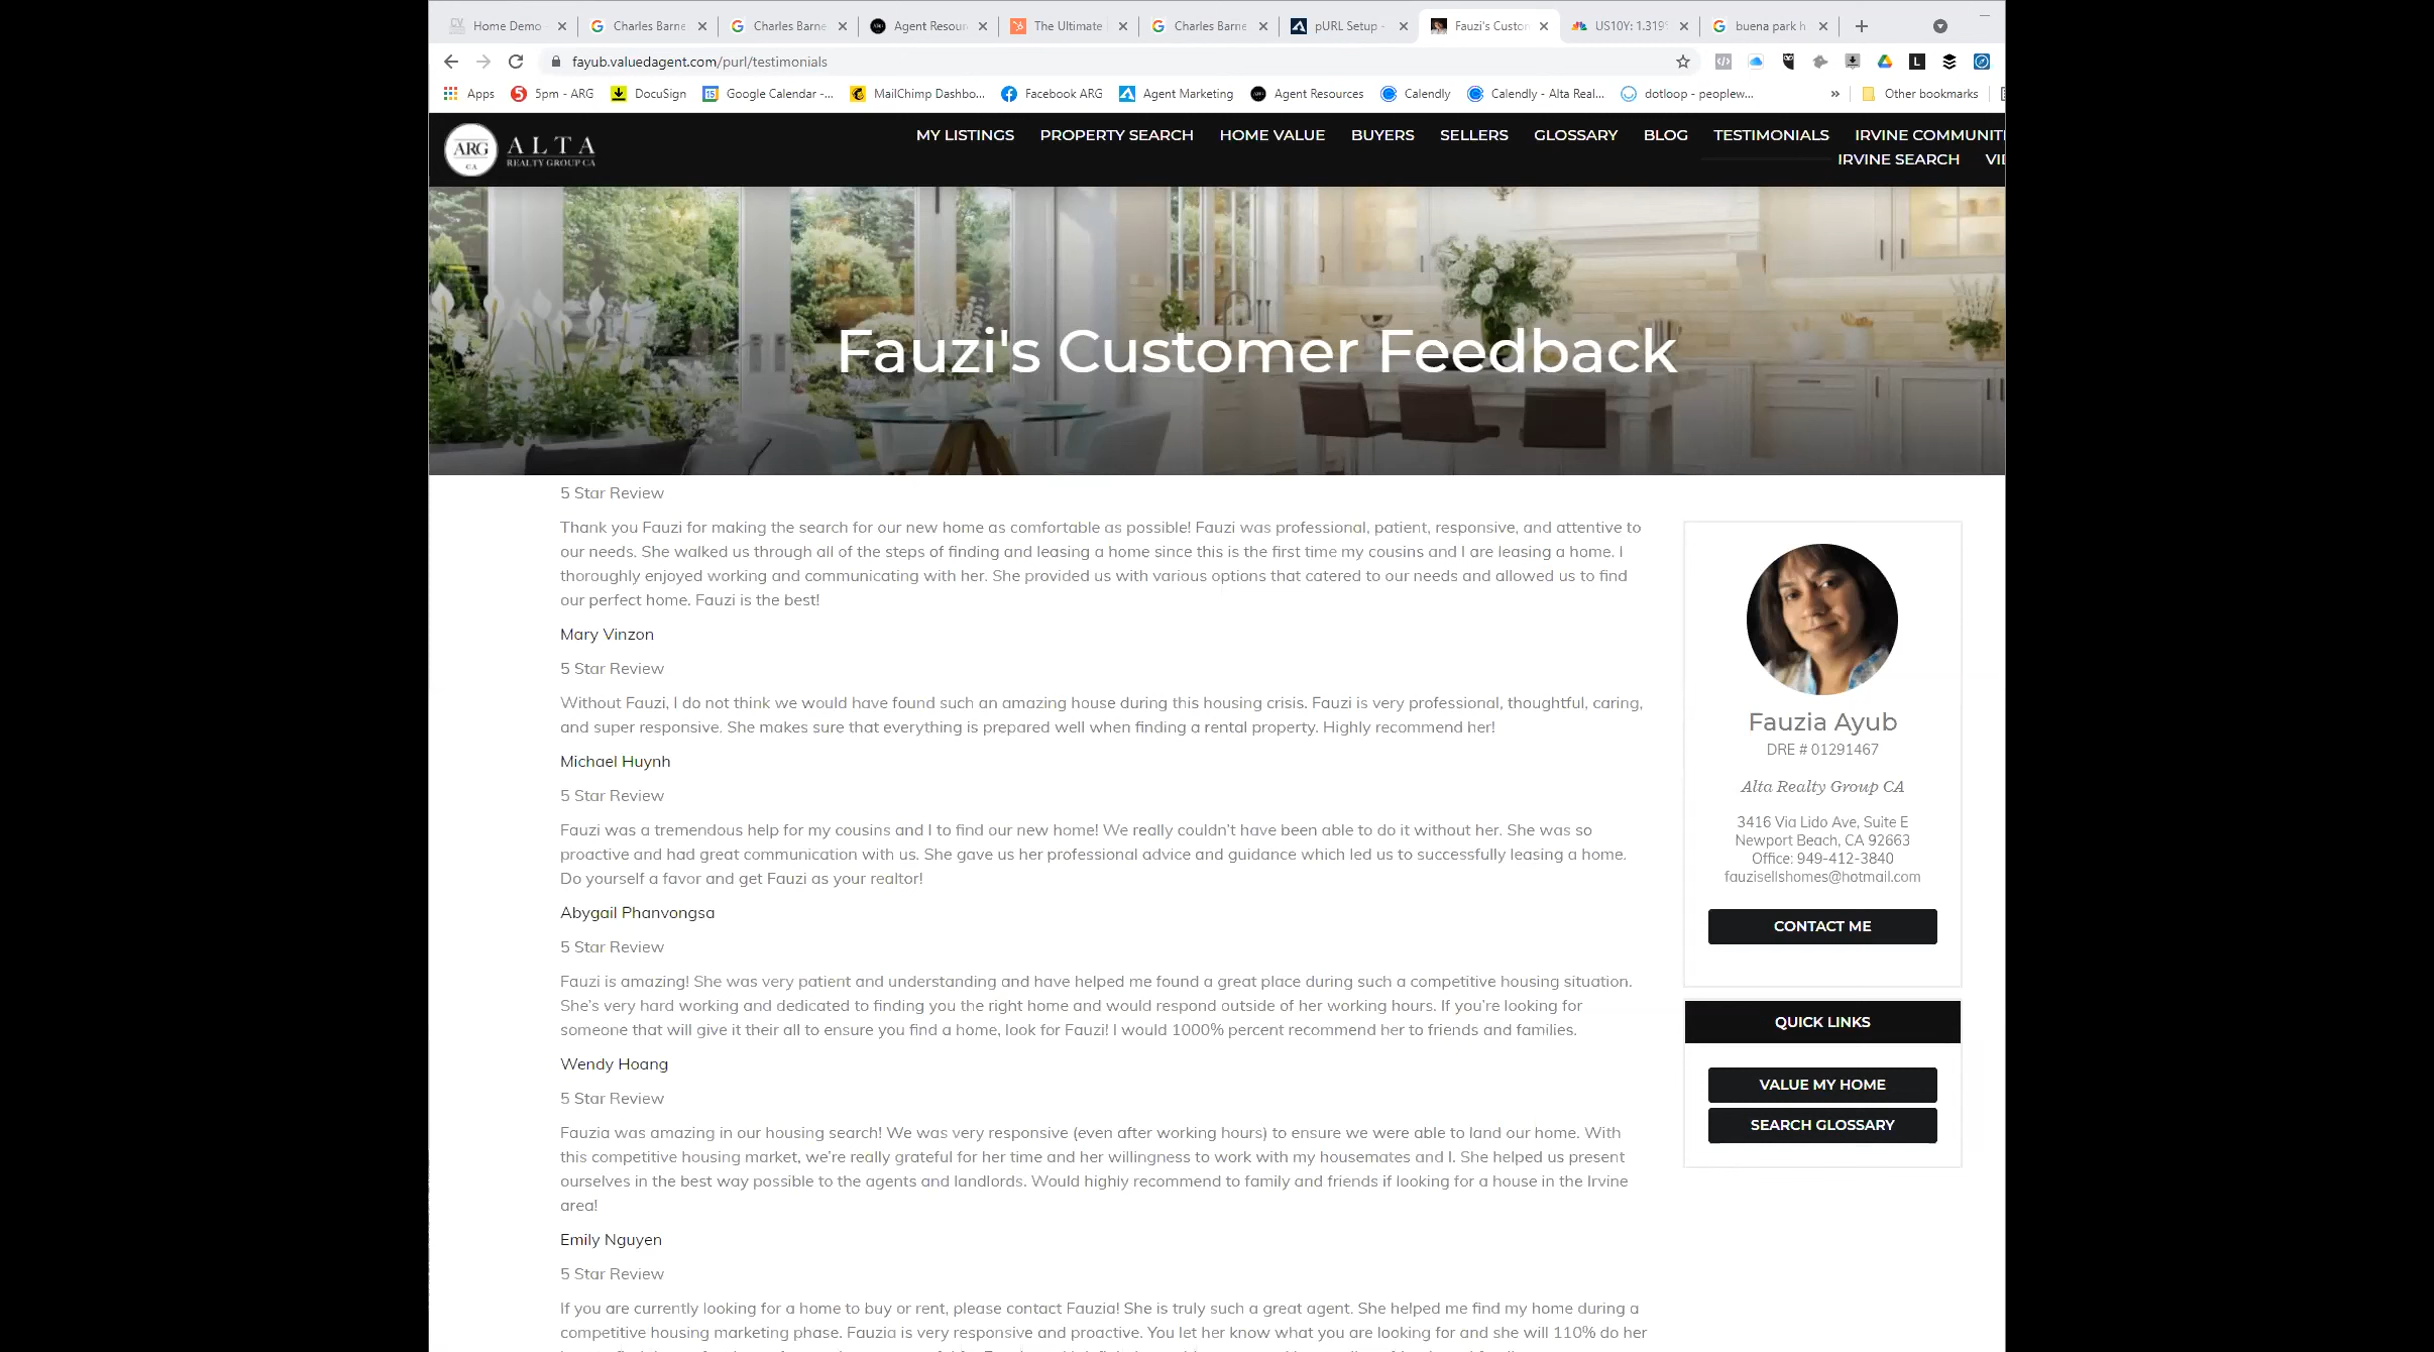 Home Demo
Charles Barne
Charles Barne
Agent Resour
The Ultimate
Charles Barne
pURL Setup -
Fauzi's Custom
US10Y: 1.319%
buena park h
fayub.valuedagent.com/purl/testimonials
Apps
5pm - ARG
DocuSign
Google Calendar -...
MailChimp Dashbo...
Facebook ARG
Agent Marketing
Agent Resources
Calendly
Calendly - Alta Real...
dotloop - peoplew...
Other bookmarks
ARG
CA
ALTA
REALTY GROUP CA
MY LISTINGS
PROPERTY SEARCH
HOME VALUE
BUYERS
SELLERS
GLOSSARY
BLOG
TESTIMONIALS
IRVINE COMMUNITI
IRVINE SEARCH
VI
Fauzi's Customer Feedback
5 Star Review
Thank you Fauzi for making the search for our new home as comfortable as possible! Fauzi was professional, patient, responsive, and attentive to
our needs. She walked us through all of the steps of finding and leasing a home since this is the first time my cousins and I are leasing a home. I
thoroughly enjoyed working and communicating with her. She provided us with various options that catered to our needs and allowed us to find
our perfect home. Fauzi is the best!
Mary Vinzon
5 Star Review
Without Fauzi, I do not think we would have found such an amazing house during this housing crisis. Fauzi is very professional, thoughtful, caring,
and super responsive. She makes sure that everything is prepared well when finding a rental property. Highly recommend her!
Michael Huynh
5 Star Review
Fauzi was a tremendous help for my cousins and I to find our new home! We really couldn't have been able to do it without her. She was so
proactive and had great communication with us. She gave us her professional advice and guidance which led us to successfully leasing a home.
Do yourself a favor and get Fauzi as your realtor!
Abygail Phanvongsa
5 Star Review
Fauzi is amazing! She was very patient and understanding and have helped me found a great place during such a competitive housing situation.
She's very hard working and dedicated to finding you the right home and would respond outside of her working hours. If you're looking for
someone that will give it their all to ensure you find a home, look for Fauzi! I would 1000% percent recommend her to friends and families.
Wendy Hoang
5 Star Review
Fauzia was amazing in our housing search! We was very responsive (even after working hours) to ensure we were able to land our home. With
this competitive housing market, we're really grateful for her time and her willingness to work with my housemates and I. She helped us present
ourselves in the best way possible to the agents and landlords. Would highly recommend to family and friends if looking for a house in the Irvine
area!
Emily Nguyen
5 Star Review
If you are currently looking for a home to buy or rent, please contact Fauzia! She is truly such a great agent. She helped me find my home during a
competitive housing marketing phase. Fauzia is very responsive and proactive. You let her know what you are looking for and she will 110% do her
Fauzia Ayub
DRE # 01291467
Alta Realty Group CA
3416 Via Lido Ave, Suite E
Newport Beach, CA 92663
Office: 949-412-3840
fauzisellshomes@hotmail.com
CONTACT ME
QUICK LINKS
VALUE MY HOME
SEARCH GLOSSARY